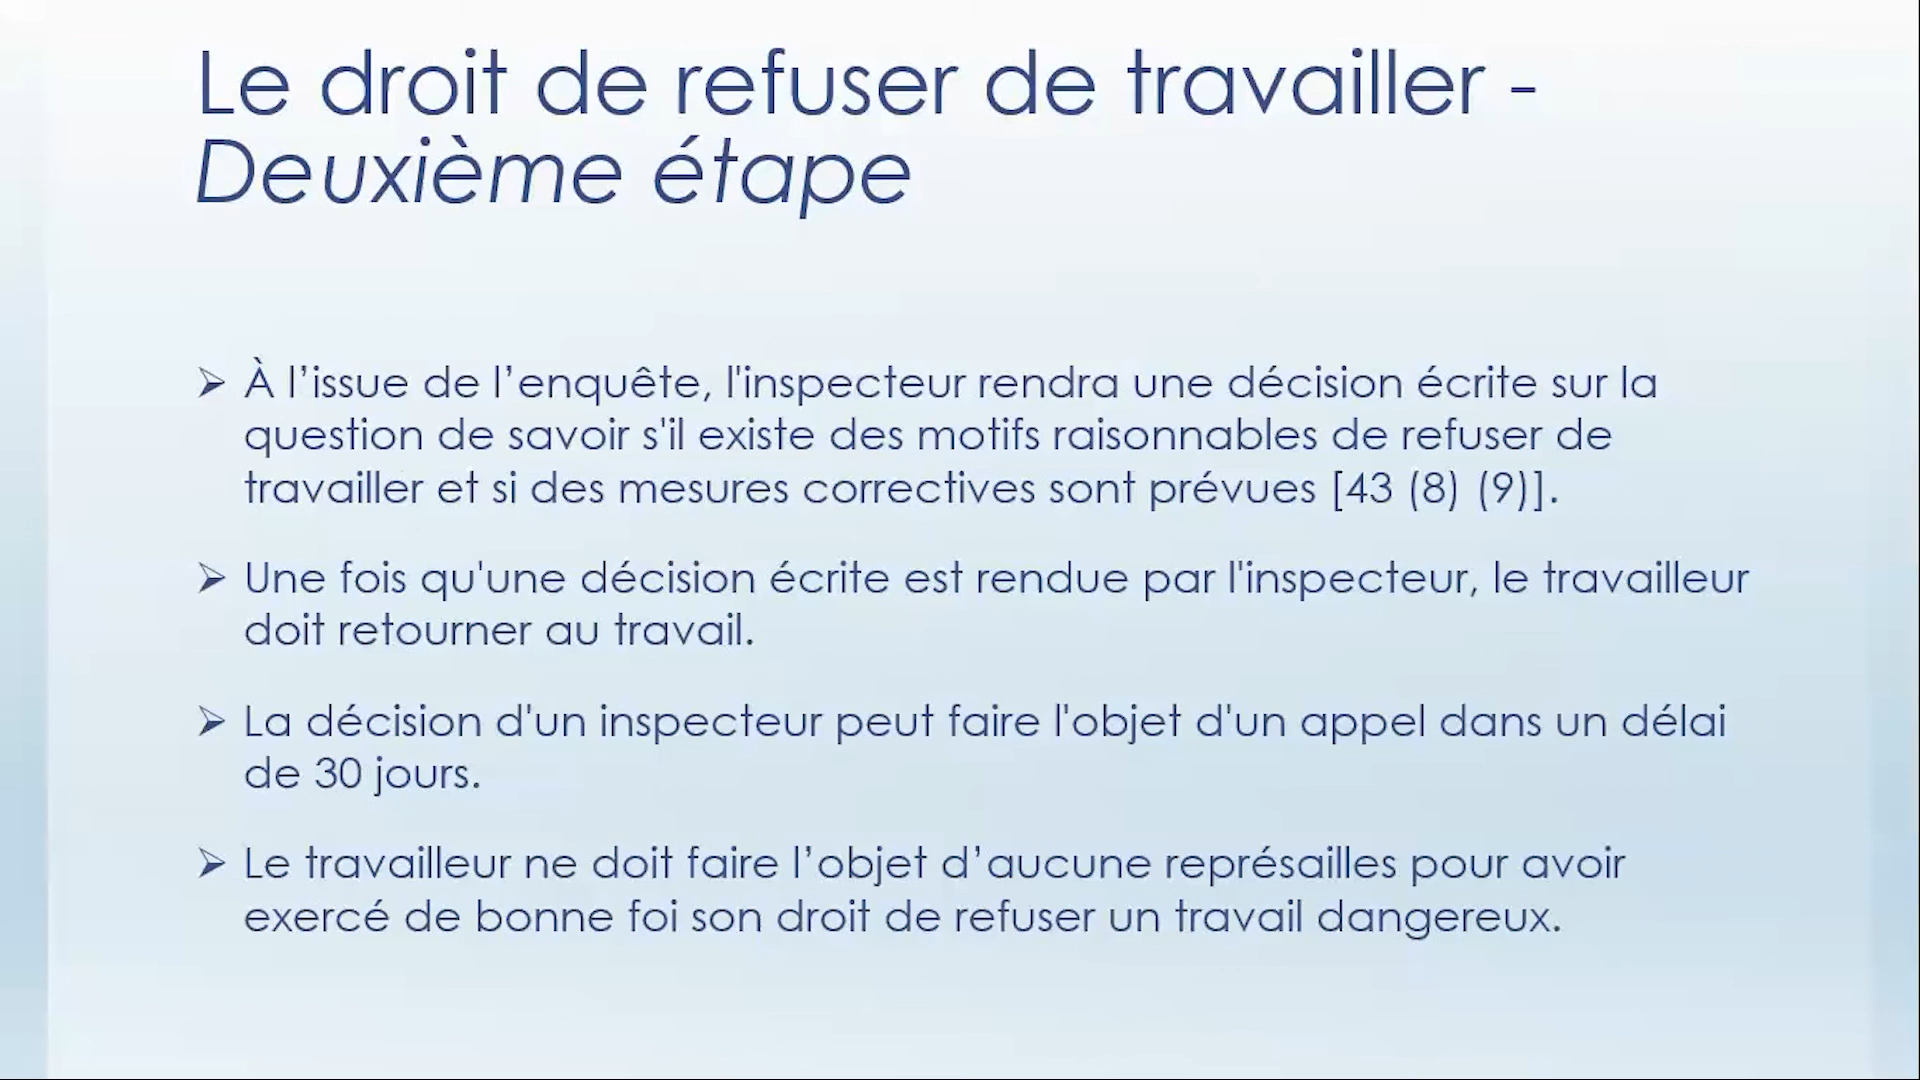 Le droit de refuser de travailler -
Deuxième étape
➢ À l’issue de l’enquête, l'inspecteur rendra une décision écrite sur la
question de savoir s'il existe des motifs raisonnables de refuser de
travailler et si des mesures correctives sont prévues [43 (8) (9)].
➢ Une fois qu'une décision écrite est rendue par l'inspecteur, le travailleur
doit retourner au travail.
➢ La décision d'un inspecteur peut faire l'objet d'un appel dans un délai
de 30 jours.
➢ Le travailleur ne doit faire l’objet d’aucune représailles pour avoir
exercé de bonne foi son droit de refuser un travail dangereux.